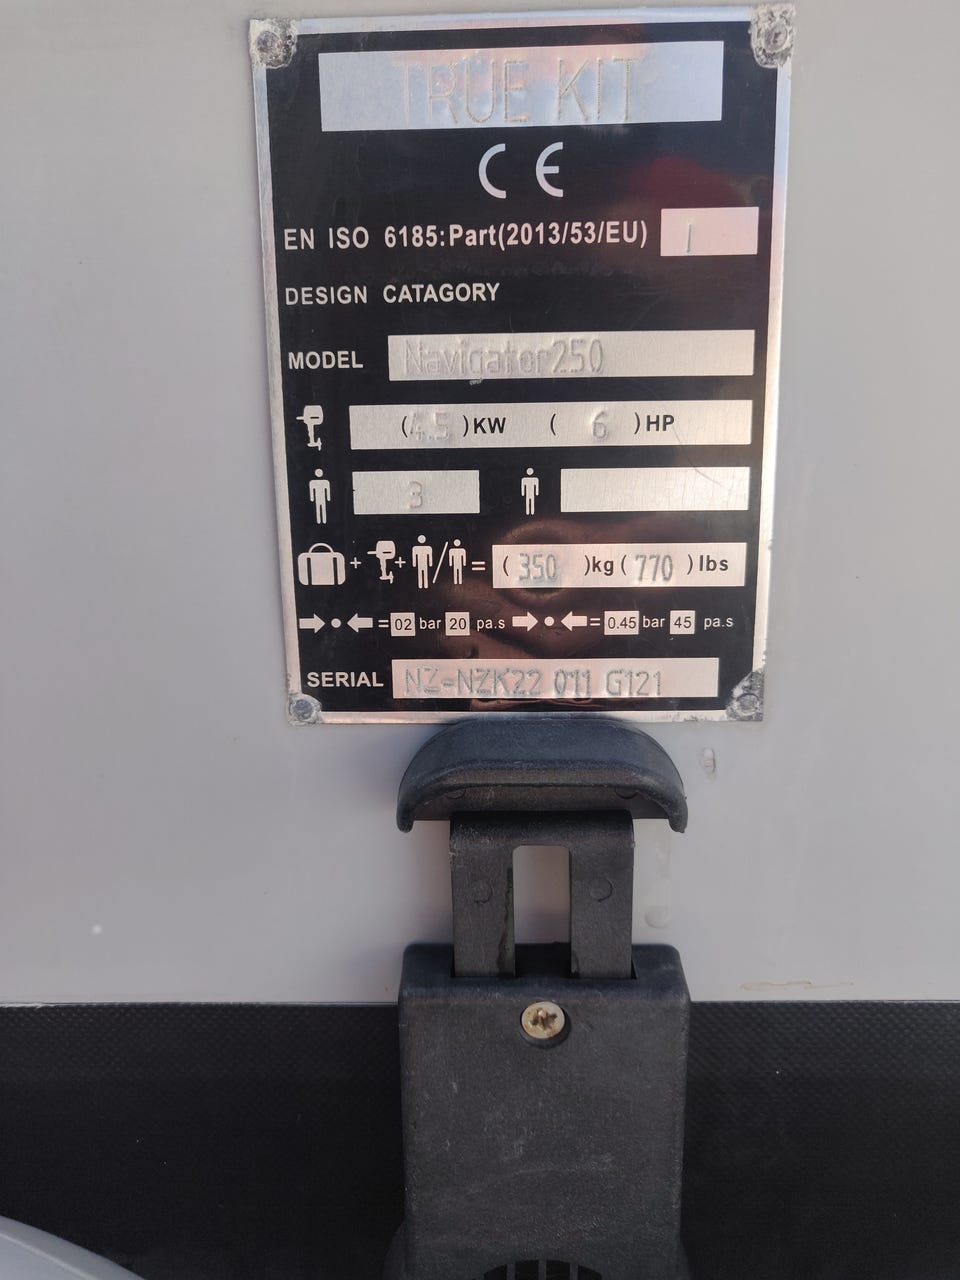 TRUE KIT
CE
EN ISO 6185:Part(2013/53/EU) I
DESIGN CATAGORY
MODEL Navigater250
(4.5)KW (6)HP
3
+ + / = (350)kg(770)lbs
= 02 bar 20 pa.s = 0.45 bar 45 pa.s
SERIAL NZ-NZK22 011 G121